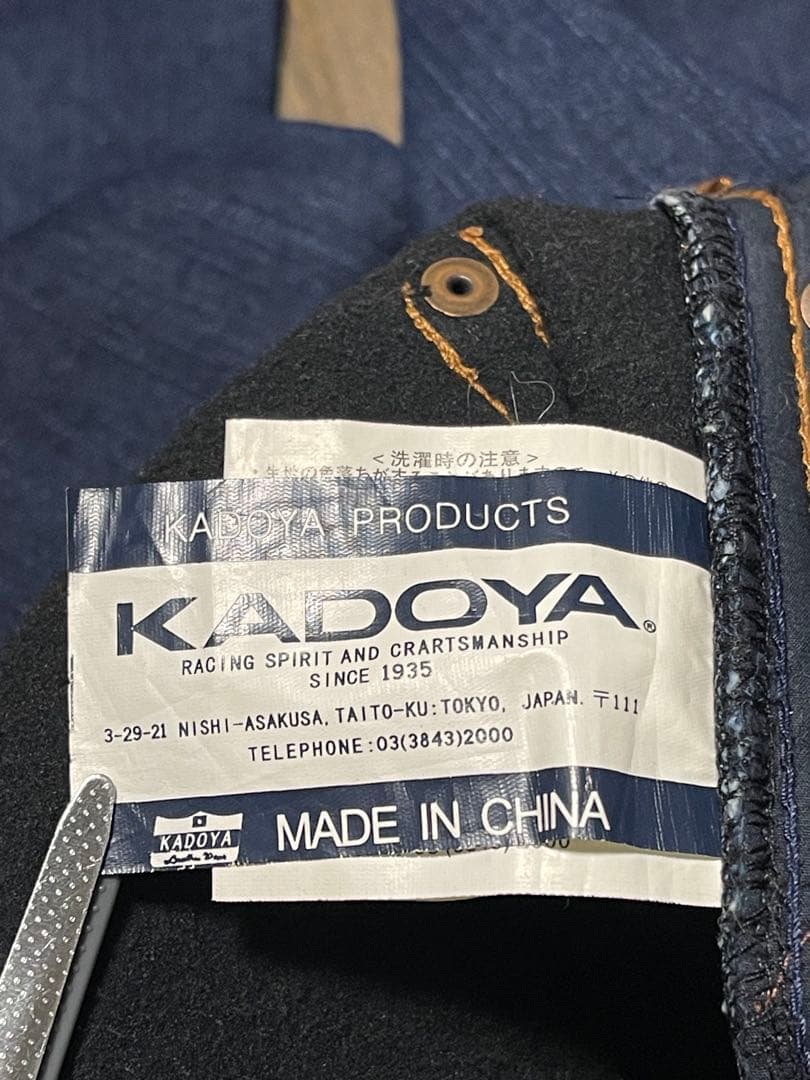 <洗濯時の注意>
KADOYA PRODUCTS
KADOYA®
RACING SPIRIT AND CRARTSMANSHIP
SINCE 1935
3-29-21 NISHI-ASAKUSA, TAITO-KU:TOKYO, JAPAN. 〒111
TELEPHONE:03(3843)2000
KADOYA
MADE IN CHINA